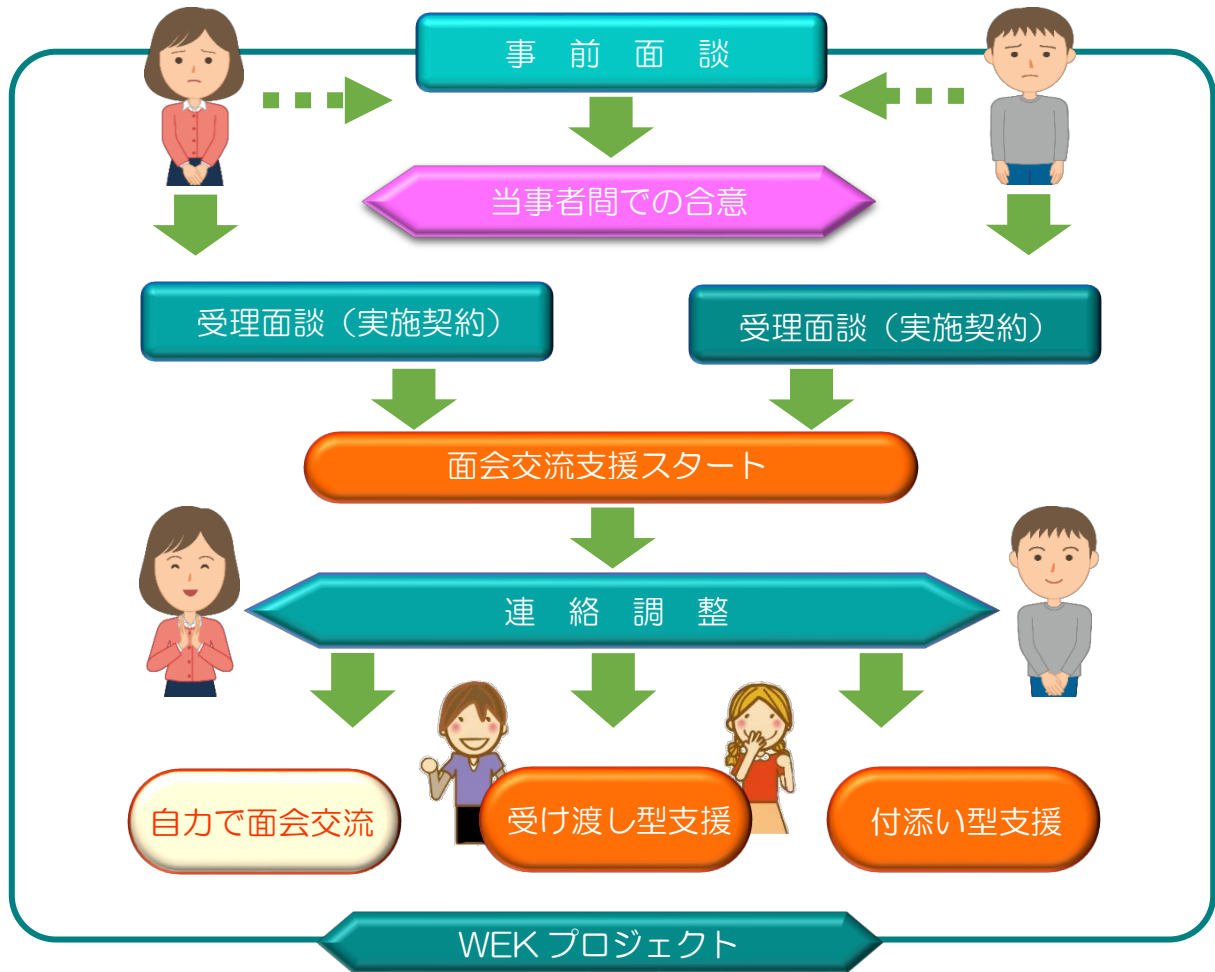 事前面談
当事者間での合意
受理面談（実施契約）
受理面談（実施契約）
面会交流支援スタート
連絡調整
自力で面会交流
受け渡し型支援
付添い型支援
WEKプロジェクト